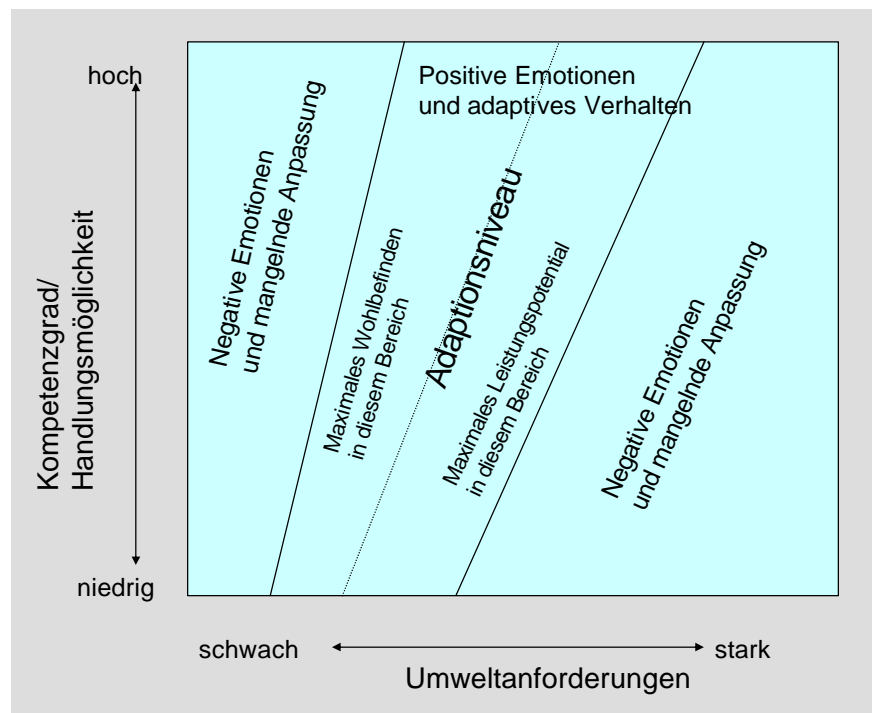 hoch
Kompetenzgrad/
Handlungsmöglichkeit
niedrig
Negative Emotionen
und mangelnde Anpassung
Positive Emotionen
und adaptives Verhalten
Maximales Wohlbefinden
in diesem Bereich
Adaptionsniveau
Maximales Leistungspotential
in diesem Bereich
Negative Emotionen
und mangelnde Anpassung
schwach
stark
Umweltanforderungen